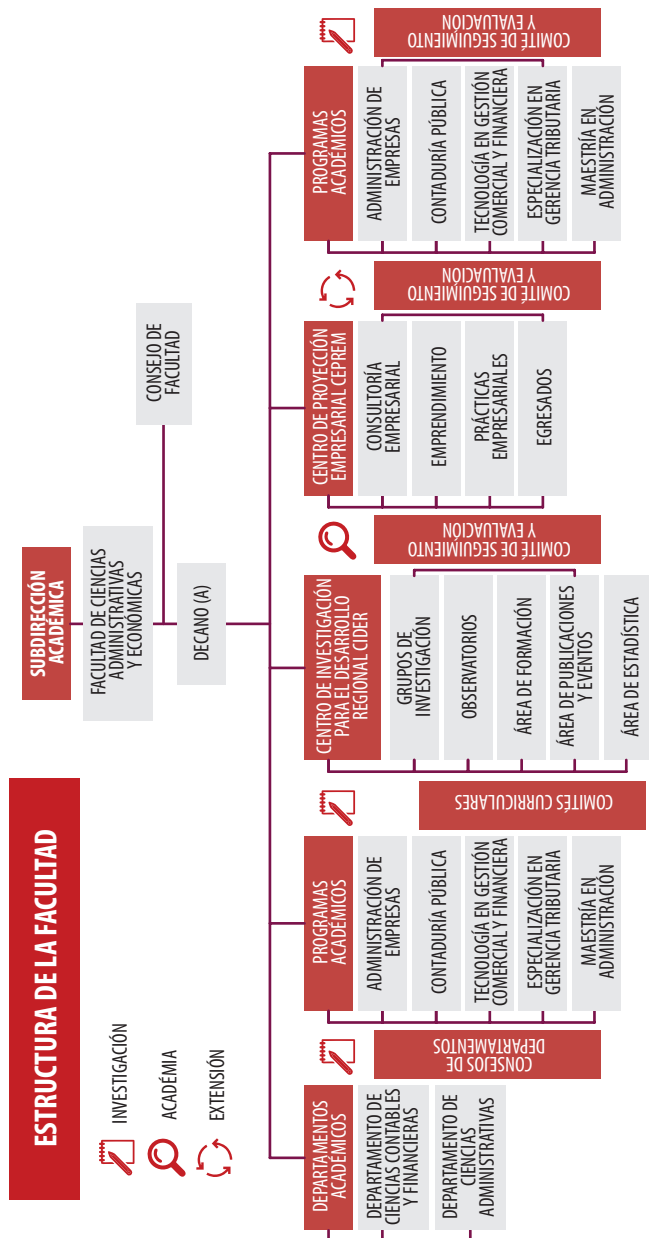 ESTRUCTURA DE LA FACULTAD
INVESTIGACIÓN
ACADÉMIA
EXTENSIÓN
SUBDIRECCIÓN
ACADÉMICA
FACULTAD DE CIENCIAS
ADMINISTRATIVAS
Y ECONÓMICAS
CONSEJO DE
FACULTAD
DECANO (A)
DEPARTAMENTOS
ACADÉMICOS
DEPARTAMENTO DE
CIENCIAS CONTABLES
Y FINANCIERAS
DEPARTAMENTO DE
CIENCIAS
ADMINISTRATIVAS
CONSEJOS DE
DEPARTAMENTOS
PROGRAMAS
ACADÉMICOS
ADMINISTRACIÓN DE
EMPRESAS
CONTADURÍA PÚBLICA
TECNOLOGÍA EN GESTIÓN
COMERCIAL Y FINANCIERA
ESPECIALIZACIÓN EN
GERENCIA TRIBUTARIA
MAESTRÍA EN
ADMINISTRACIÓN
COMITÉS CURRICULARES
CENTRO DE INVESTIGACIÓN
PARA EL DESARROLLO
REGIONAL CIDER
GRUPOS DE
INVESTIGACIÓN
OBSERVATORIOS
ÁREA DE FORMACIÓN
ÁREA DE PUBLICACIONES
Y EVENTOS
ÁREA DE ESTADÍSTICA
COMITÉ DE SEGUIMIENTO
Y EVALUACIÓN
CENTRO DE PROYECCIÓN
EMPRESARIAL CEPREM
CONSULTORÍA
EMPRESARIAL
EMPRENDIMIENTO
PRÁCTICAS
EMPRESARIALES
EGRESADOS
COMITÉ DE SEGUIMIENTO
Y EVALUACIÓN
PROGRAMAS
ACADÉMICOS
ADMINISTRACIÓN DE
EMPRESAS
CONTADURÍA PÚBLICA
TECNOLOGÍA EN GESTIÓN
COMERCIAL Y FINANCIERA
ESPECIALIZACIÓN EN
GERENCIA TRIBUTARIA
MAESTRÍA EN
ADMINISTRACIÓN
COMITÉ DE SEGUIMIENTO
Y EVALUACIÓN